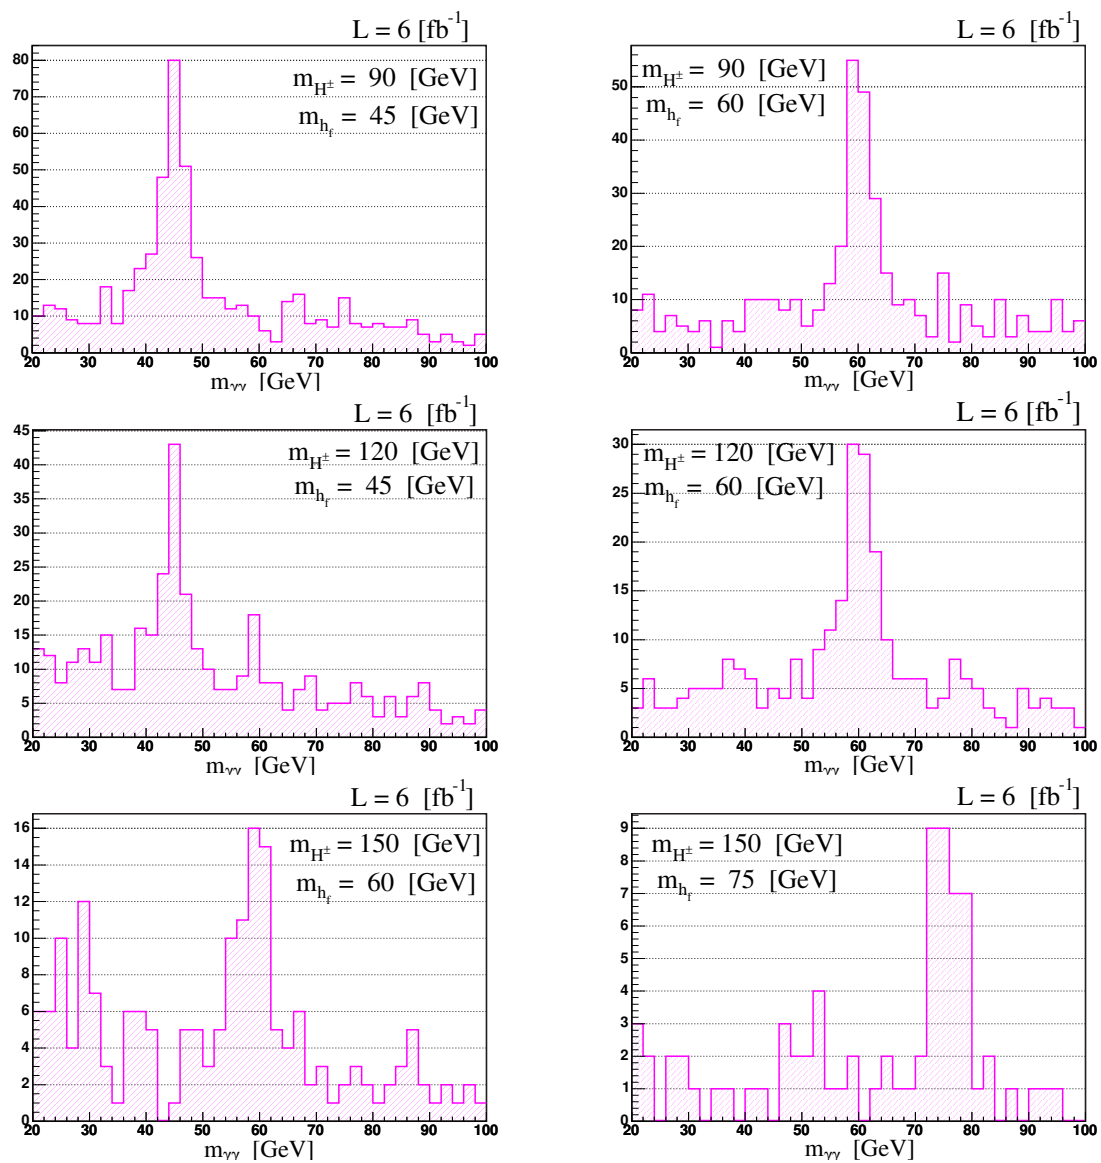 L = 6 [fb⁻¹]
m_H± = 90 [GeV]
m_h_f = 45 [GeV]
80
70
60
50
40
30
20
10
0
20 30 40 50 60 70 80 90 100
m_γγ [GeV]
L = 6 [fb⁻¹]
m_H± = 90 [GeV]
m_h_f = 60 [GeV]
50
40
30
20
10
0
20 30 40 50 60 70 80 90 100
m_γγ [GeV]
L = 6 [fb⁻¹]
m_H± = 120 [GeV]
m_h_f = 45 [GeV]
45
40
35
30
25
20
15
10
5
0
20 30 40 50 60 70 80 90 100
m_γγ [GeV]
L = 6 [fb⁻¹]
m_H± = 120 [GeV]
m_h_f = 60 [GeV]
30
25
20
15
10
5
0
20 30 40 50 60 70 80 90 100
m_γγ [GeV]
L = 6 [fb⁻¹]
m_H± = 150 [GeV]
m_h_f = 60 [GeV]
16
14
12
10
8
6
4
2
0
20 30 40 50 60 70 80 90 100
m_γγ [GeV]
L = 6 [fb⁻¹]
m_H± = 150 [GeV]
m_h_f = 75 [GeV]
9
8
7
6
5
4
3
2
1
0
20 30 40 50 60 70 80 90 100
m_γγ [GeV]